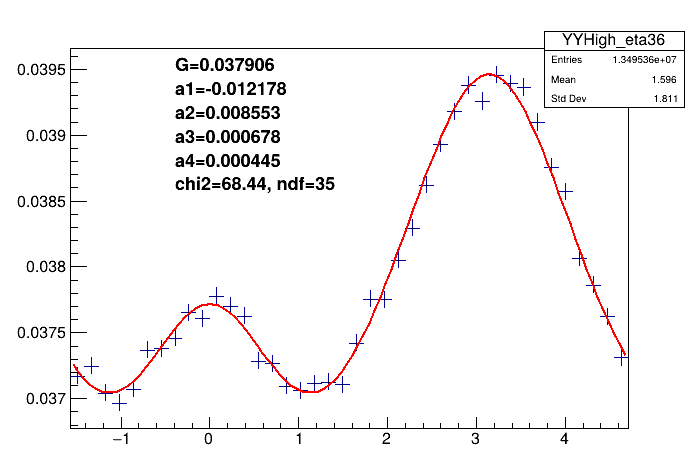 YYHigh_eta36
Entries 1.349536e+07
Mean 1.596
Std Dev 1.811
G=0.037906
a1=-0.012178
a2=0.008553
a3=0.000678
a4=0.000445
chi2=68.44, ndf=35
0.0395
0.039
0.0385
0.038
0.0375
0.037
−1 0 1 2 3 4